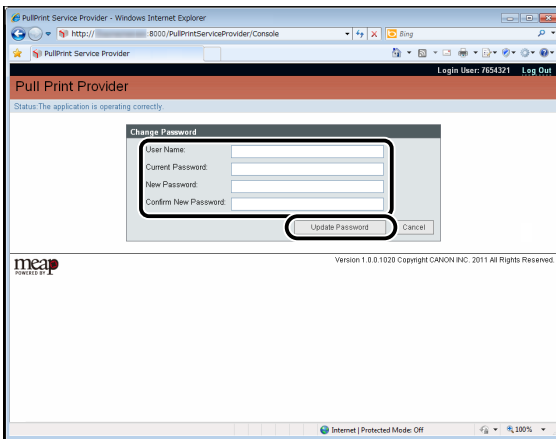 PullPrint Service Provider - Windows Internet Explorer
http:// 8000/PullPrintServiceProvider/Console
Bing
PullPrint Service Provider
Login User: 7654321 Log Out
Pull Print Provider
Status:The application is operating correctly.
Change Password
User Name:
Current Password:
New Password:
Confirm New Password:
Update Password Cancel
meap
POWERED BY
Version 1.0.0.1020 Copyright CANON INC. 2011 All Rights Reserved.
Internet | Protected Mode: Off 100%